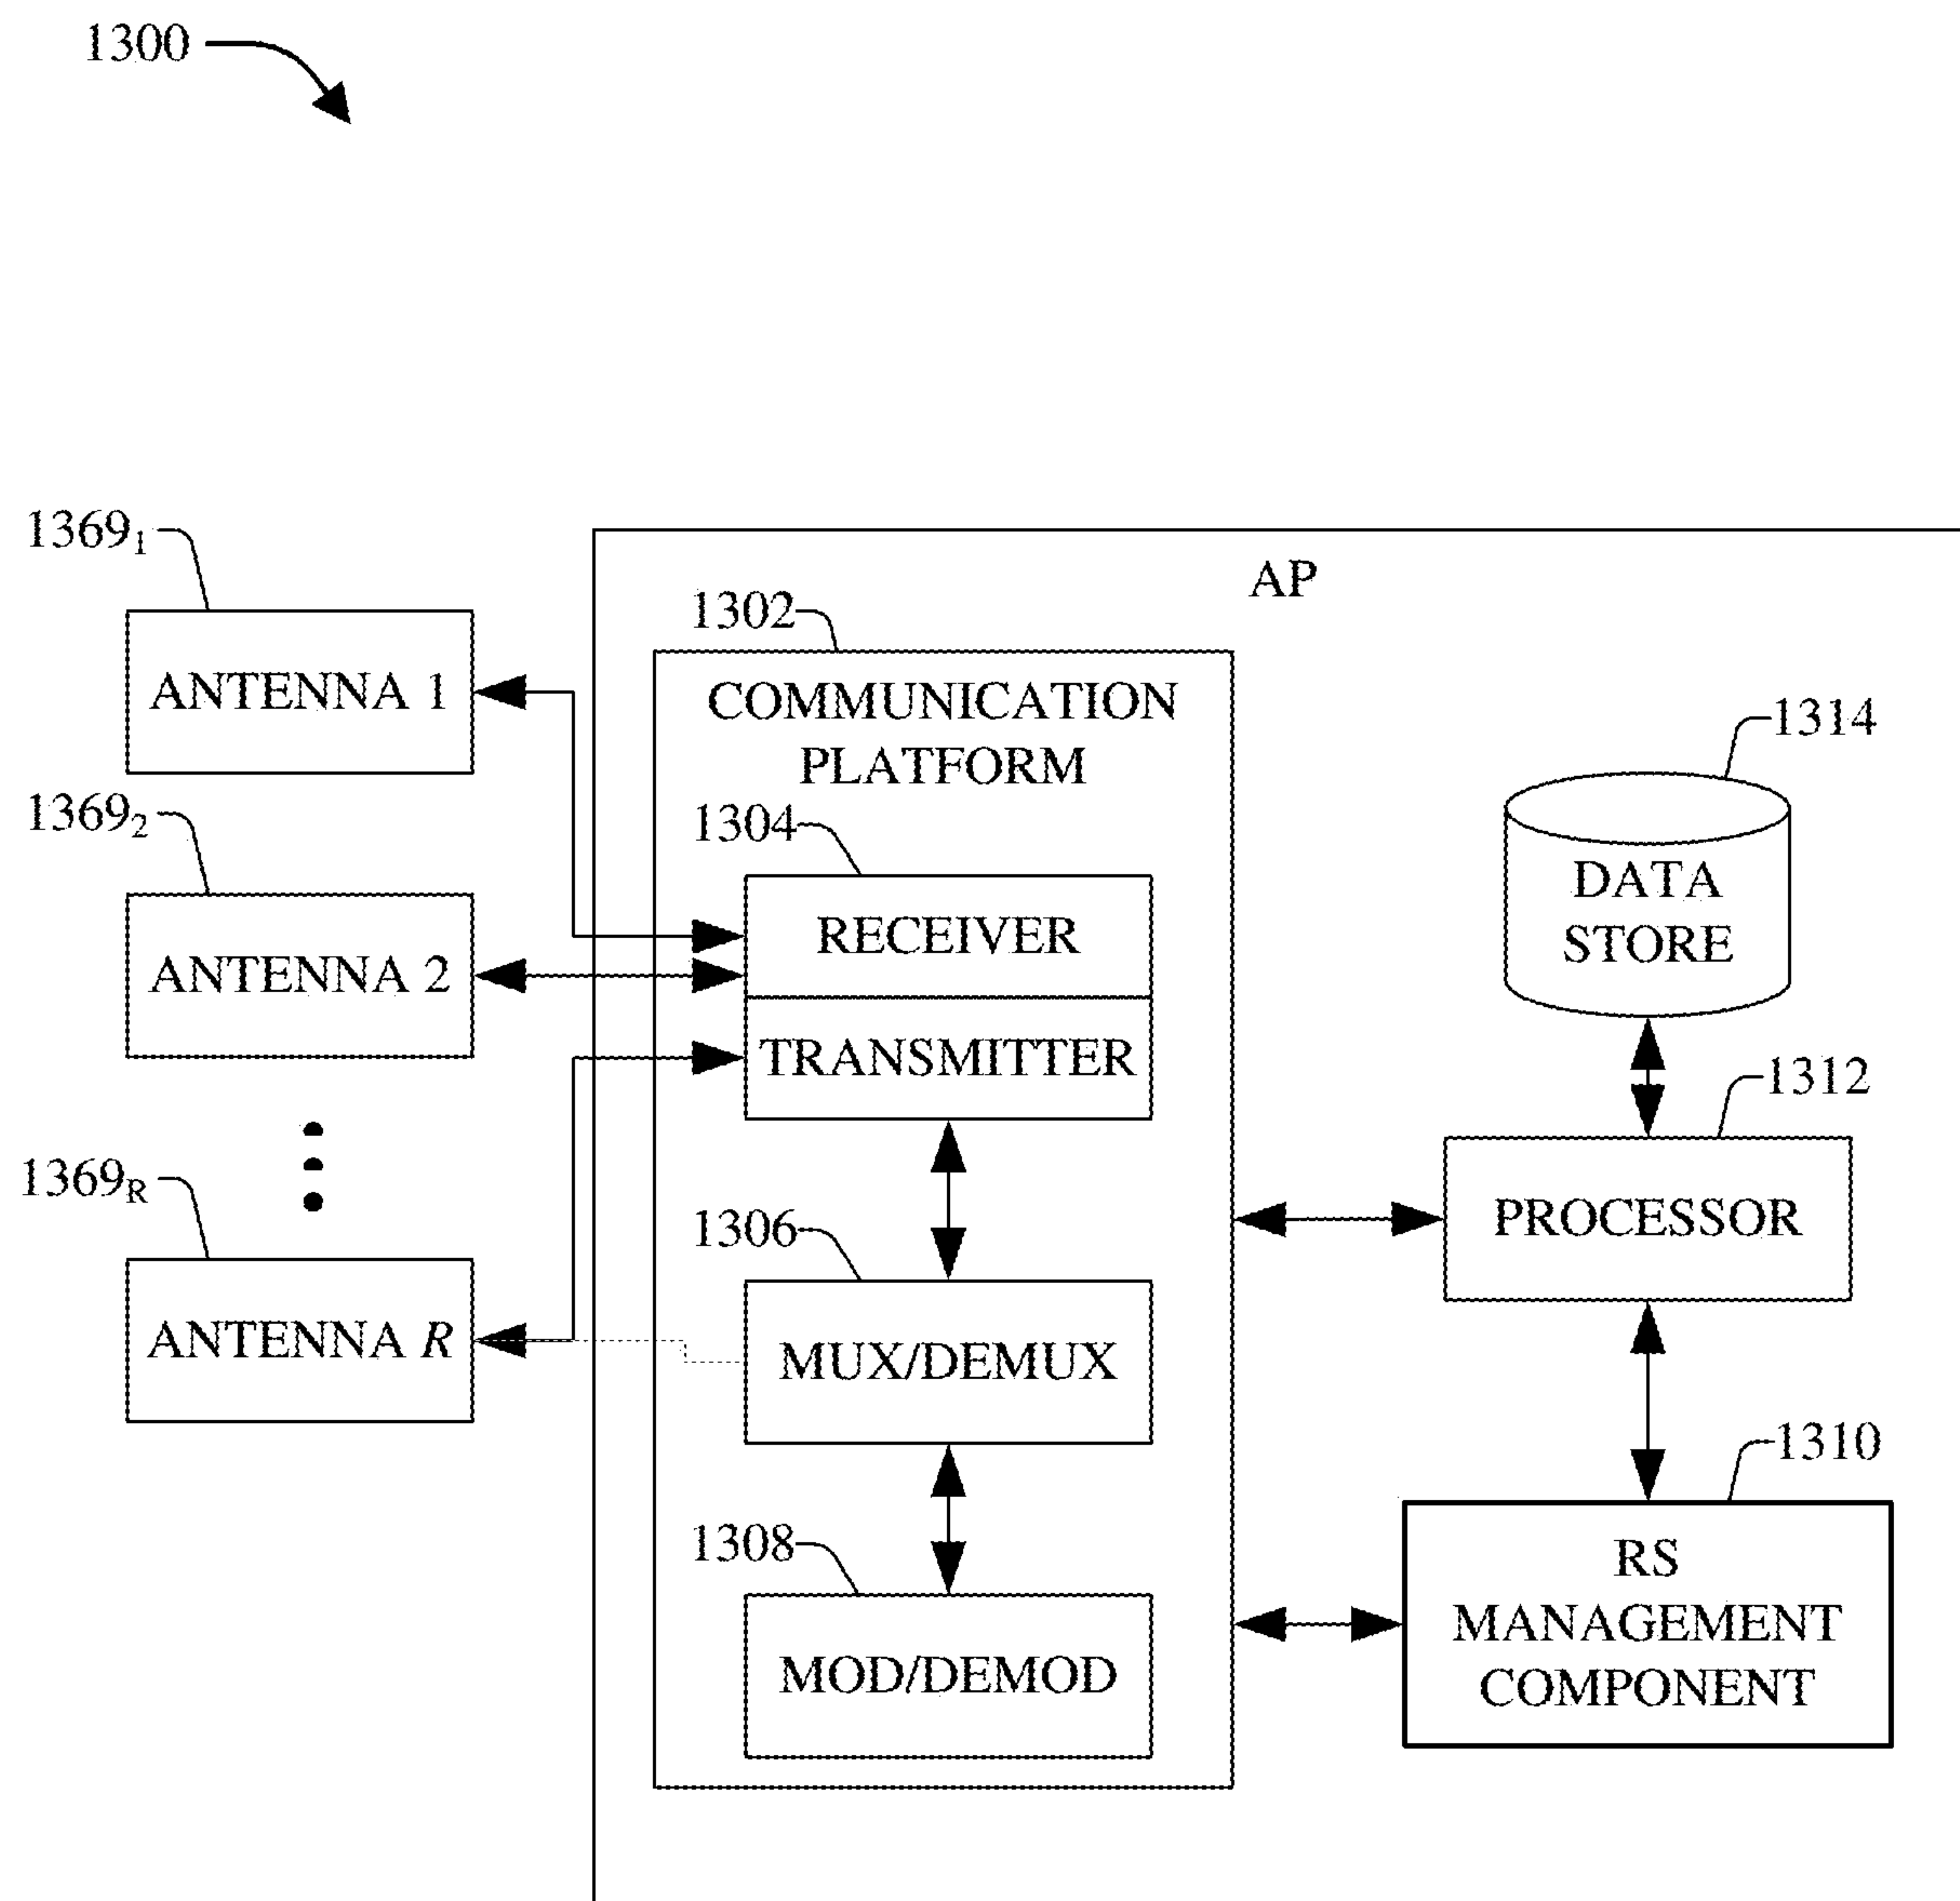 1300
1369₁
AP
1302
ANTENNA 1
COMMUNICATION
PLATFORM
1314
1369₂
1304
DATA
STORE
RECEIVER
ANTENNA 2
TRANSMITTER
1312
1369R
1306
PROCESSOR
ANTENNA R
MUX/DEMUX
1310
1308
RS
MANAGEMENT
COMPONENT
MOD/DEMOD